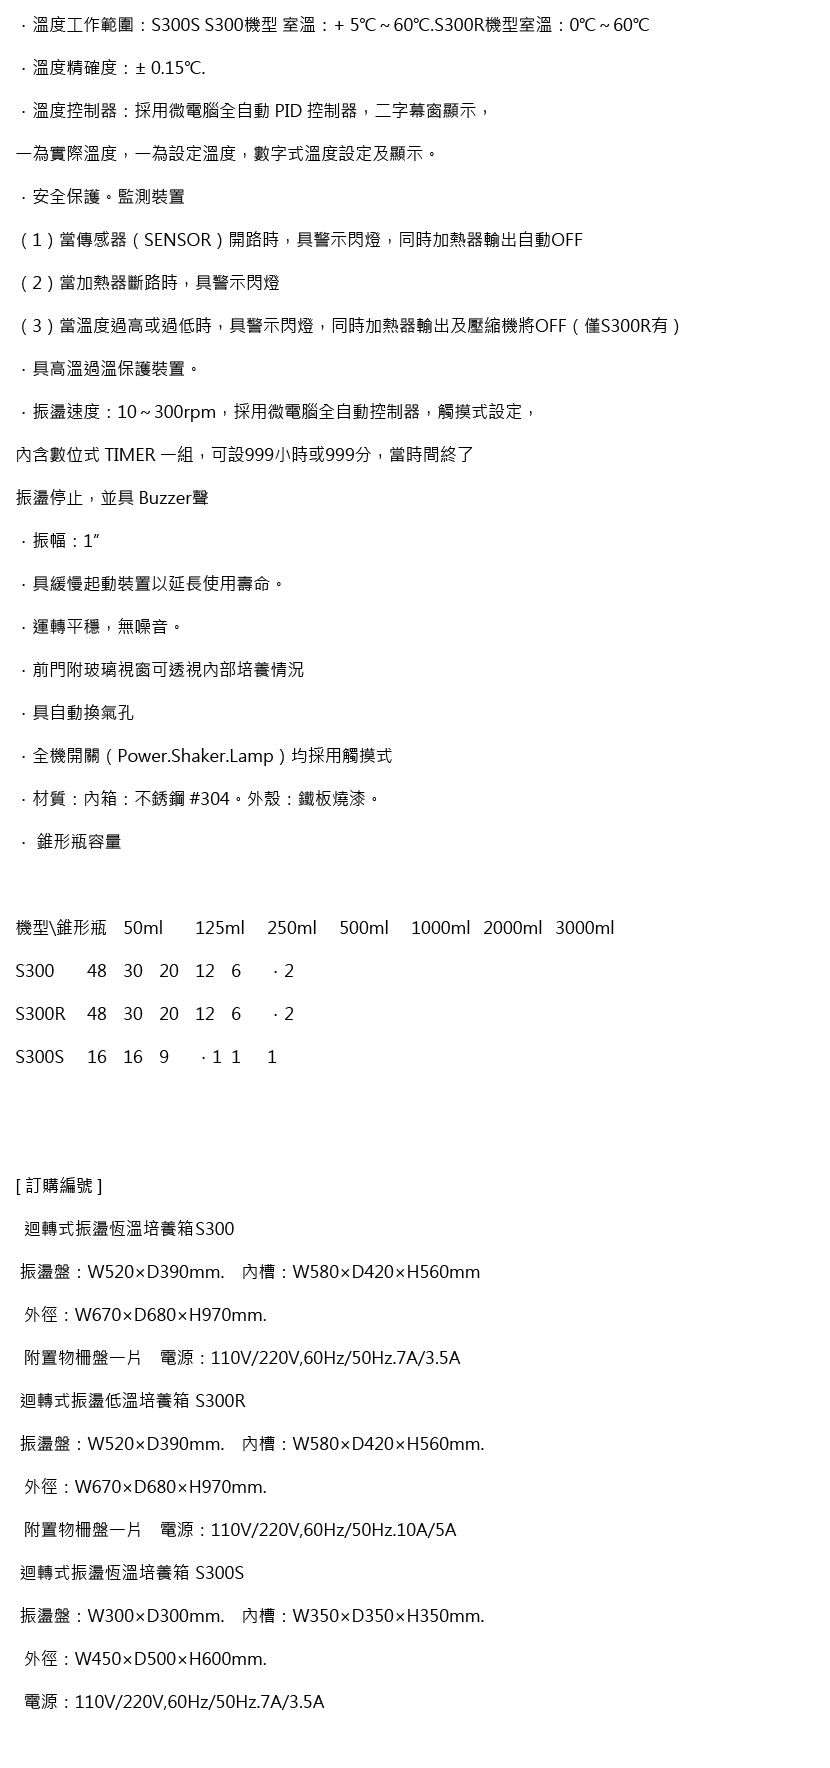 ．溫度工作範圍：S300S S300機型 室溫：+ 5℃～60℃.S300R機型室溫：0℃～60℃
．溫度精確度：± 0.15℃.
．溫度控制器：採用微電腦全自動 PID 控制器，二字幕窗顯示，
一為實際溫度，一為設定溫度，數字式溫度設定及顯示。
．安全保護。監測裝置
（1）當傳感器（SENSOR）開路時，具警示閃燈，同時加熱器輸出自動OFF
（2）當加熱器斷路時，具警示閃燈
（3）當溫度過高或過低時，具警示閃燈，同時加熱器輸出及壓縮機將OFF（僅S300R有）
．具高溫過溫保護裝置。
．振盪速度：10～300rpm，採用微電腦全自動控制器，觸摸式設定，
內含數位式 TIMER 一組，可設999小時或999分，當時間終了
振盪停止，並具 Buzzer聲
．振幅：1”
．具緩慢起動裝置以延長使用壽命。
．運轉平穩，無噪音。
．前門附玻璃視窗可透視內部培養情況
．具自動換氣孔
．全機開關（Power.Shaker.Lamp）均採用觸摸式
．材質：內箱：不銹鋼 #304。外殼：鐵板燒漆。
． 錐形瓶容量
機型\錐形瓶 50ml 125ml 250ml 500ml 1000ml 2000ml 3000ml
S300 48 30 20 12 6 ．2
S300R 48 30 20 12 6 ．2
S300S 16 16 9 ．1 1 1
[ 訂購編號 ]
迴轉式振盪恆溫培養箱S300
振盪盤：W520×D390mm. 內槽：W580×D420×H560mm
外徑：W670×D680×H970mm.
附置物柵盤一片 電源：110V/220V,60Hz/50Hz.7A/3.5A
迴轉式振盪低溫培養箱 S300R
振盪盤：W520×D390mm. 內槽：W580×D420×H560mm.
外徑：W670×D680×H970mm.
附置物柵盤一片 電源：110V/220V,60Hz/50Hz.10A/5A
迴轉式振盪恆溫培養箱 S300S
振盪盤：W300×D300mm. 內槽：W350×D350×H350mm.
外徑：W450×D500×H600mm.
電源：110V/220V,60Hz/50Hz.7A/3.5A